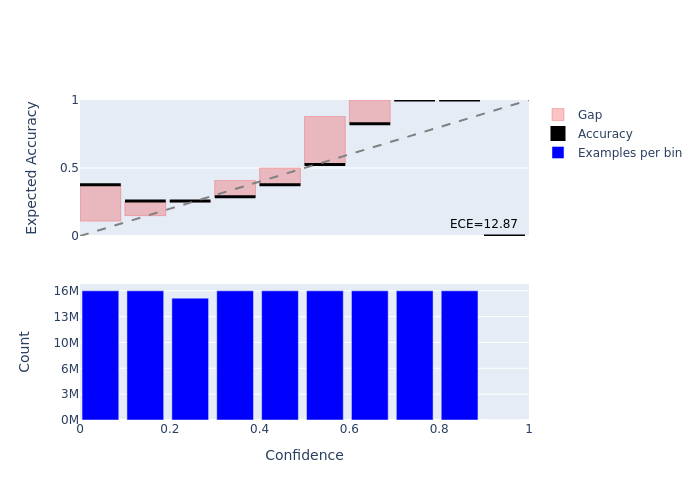 Expected Accuracy
1
0.5
0
ECE=12.87
Gap
Accuracy
Examples per bin
Count
16M
13M
10M
6M
3M
0M
0 0.2 0.4 0.6 0.8 1
Confidence